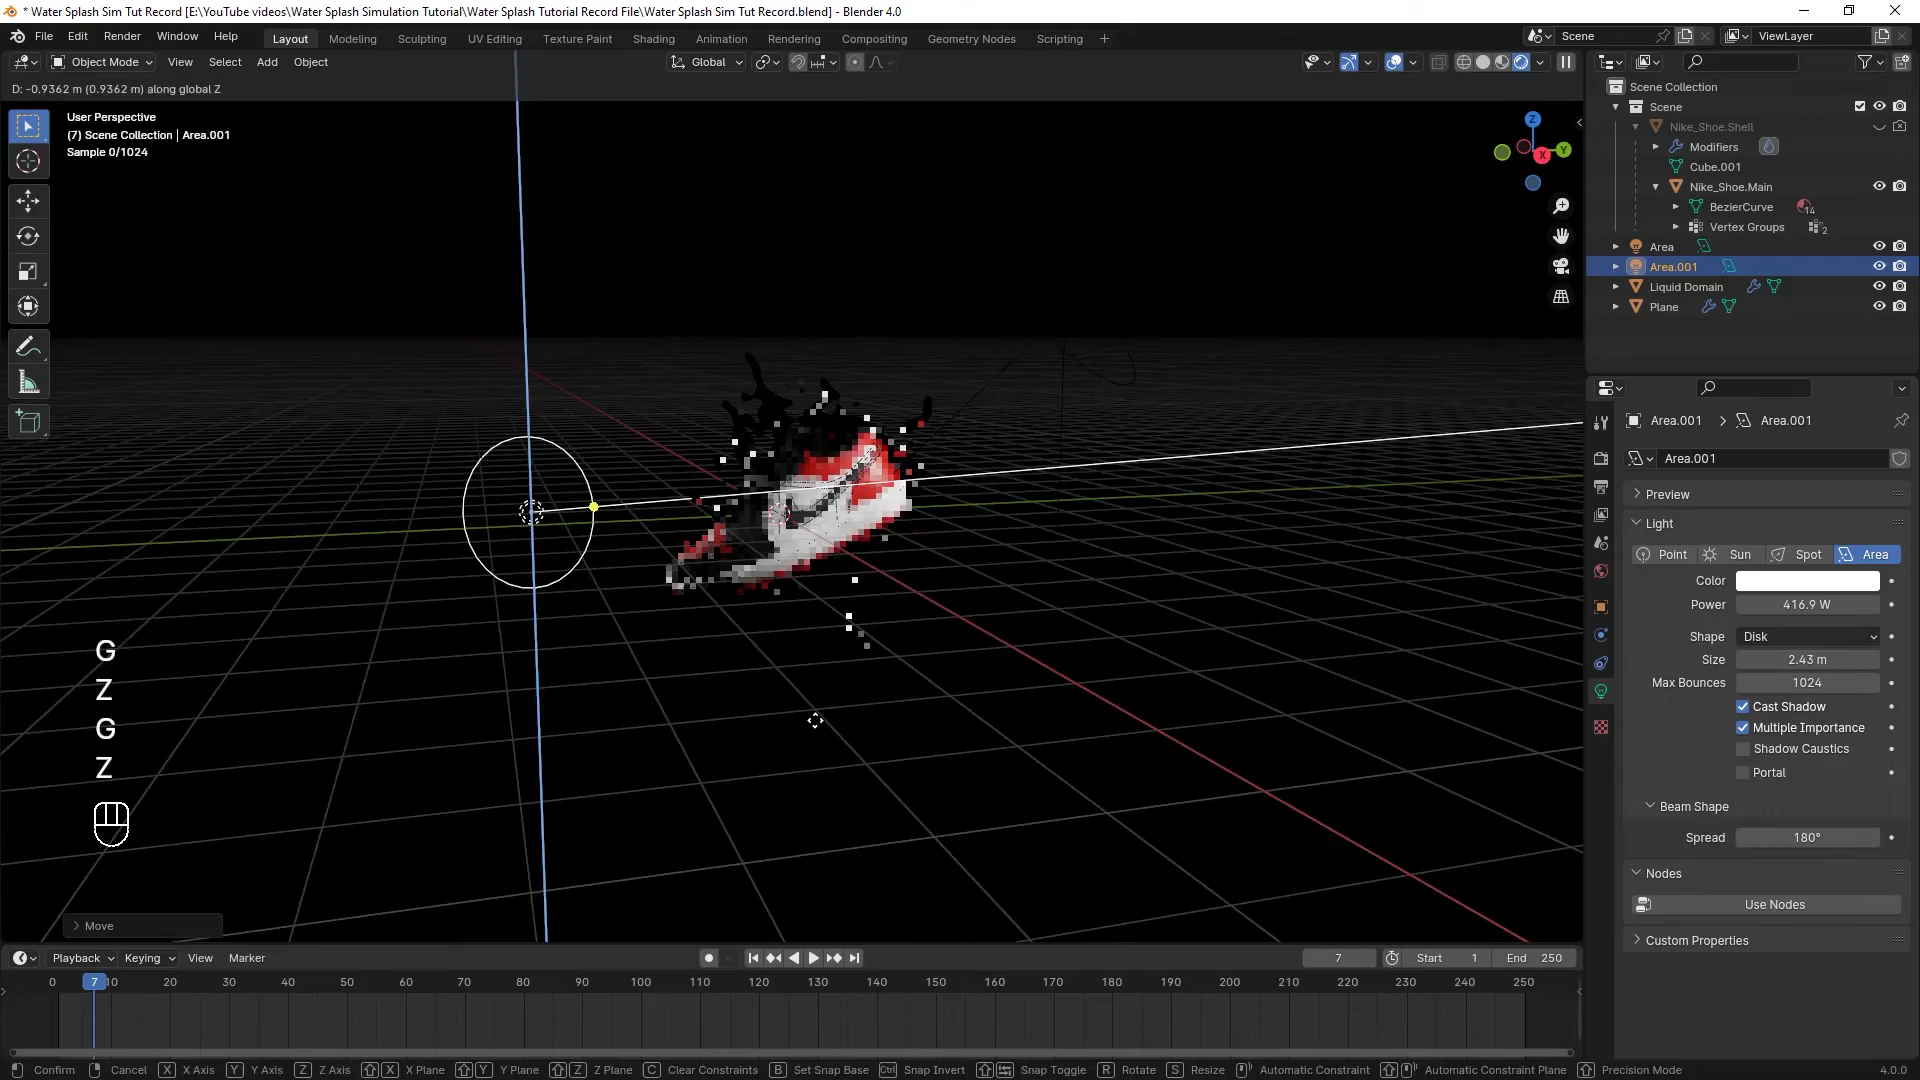 * Water Splash Sim Tut Record [E:\YouTube videos\Water Splash Simulation Tutorial\Water Splash Tutorial Record File\Water Splash Sim Tut Record.blend] - Blender 4.0
File Edit Render Window Help Layout Modeling Sculpting UV Editing Texture Paint Shading Animation Rendering Compositing Geometry Nodes Scripting + Scene ViewLayer
Object Mode View Select Add Object Global
D: -0.9362 m (0.9362 m) along global Z
User Perspective
(7) Scene Collection | Area.001
Sample 0/1024
Z
Y
X
Scene Collection
Scene
Nike_Shoe.Shell
Modifiers
Cube.001
Nike_Shoe.Main
BezierCurve 14
Vertex Groups 2
Area
Area.001
Liquid Domain
Plane
Area.001 > Area.001
Area.001
Preview
Light
Point Sun Spot Area
Color
Power 416.9 W
Shape Disk
Size 2.43 m
Max Bounces 1024
Cast Shadow
Multiple Importance
Shadow Caustics
Portal
Beam Shape
Spread 180°
Nodes
Use Nodes
Custom Properties
G
Z
G
Z
Move
Playback Keying View Marker 7 Start 1 End 250
0 7 10 20 30 40 50 60 70 80 90 100 110 120 130 140 150 160 170 180 190 200 210 220 230 240 250
Confirm Cancel X X Axis Y Y Axis Z Z Axis X X Plane Y Y Plane Z Z Plane C Clear Constraints B Set Snap Base Ctrl Snap Invert Snap Toggle R Rotate S Resize Automatic Constraint Automatic Constraint Plane Precision Mode 4.0.0